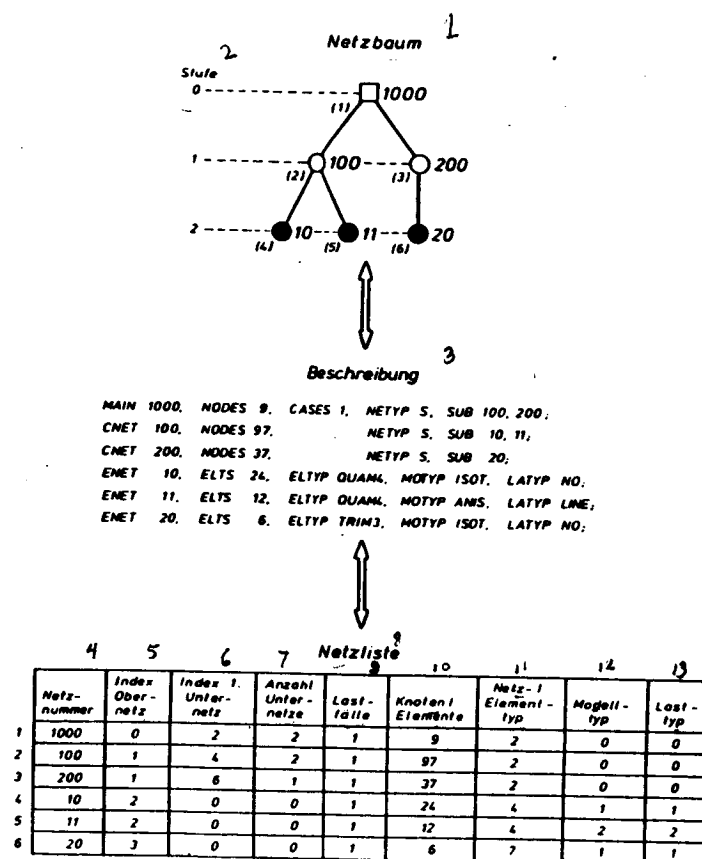 Netzbaum 1
2
Stufe
0 (1) 1000
1 (2) 100 (3) 200
2 (4) 10 (5) 11 (6) 20
Beschreibung 3
MAIN 1000, NODES 9, CASES 1, NETYP S, SUB 100, 200;
CNET 100, NODES 97, NETYP S, SUB 10, 11;
CNET 200, NODES 37, NETYP S, SUB 20;
ENET 10, ELTS 24, ELTYP QUAM4, MOTYP ISOT, LATYP NO;
ENET 11, ELTS 12, ELTYP QUAM4, MOTYP ANIS, LATYP LINE;
ENET 20, ELTS 6, ELTYP TRIM3, MOTYP ISOT, LATYP NO;
Netzliste 8
4 5 6 7 9 10 11 12 13
Netz- Index Index 1. Anzahl Last- Knoten / Netz- / Modell- Last-
nummer Ober- Unter- Unter- fälle Elemente Element- typ typ
netz netz netze typ
1 1000 0 2 2 1 9 2 0 0
2 100 1 4 2 1 97 2 0 0
3 200 1 6 1 1 37 2 0 0
4 10 2 0 0 1 24 4 1 1
5 11 2 0 0 1 12 4 2 2
6 20 3 0 0 1 6 7 1 1